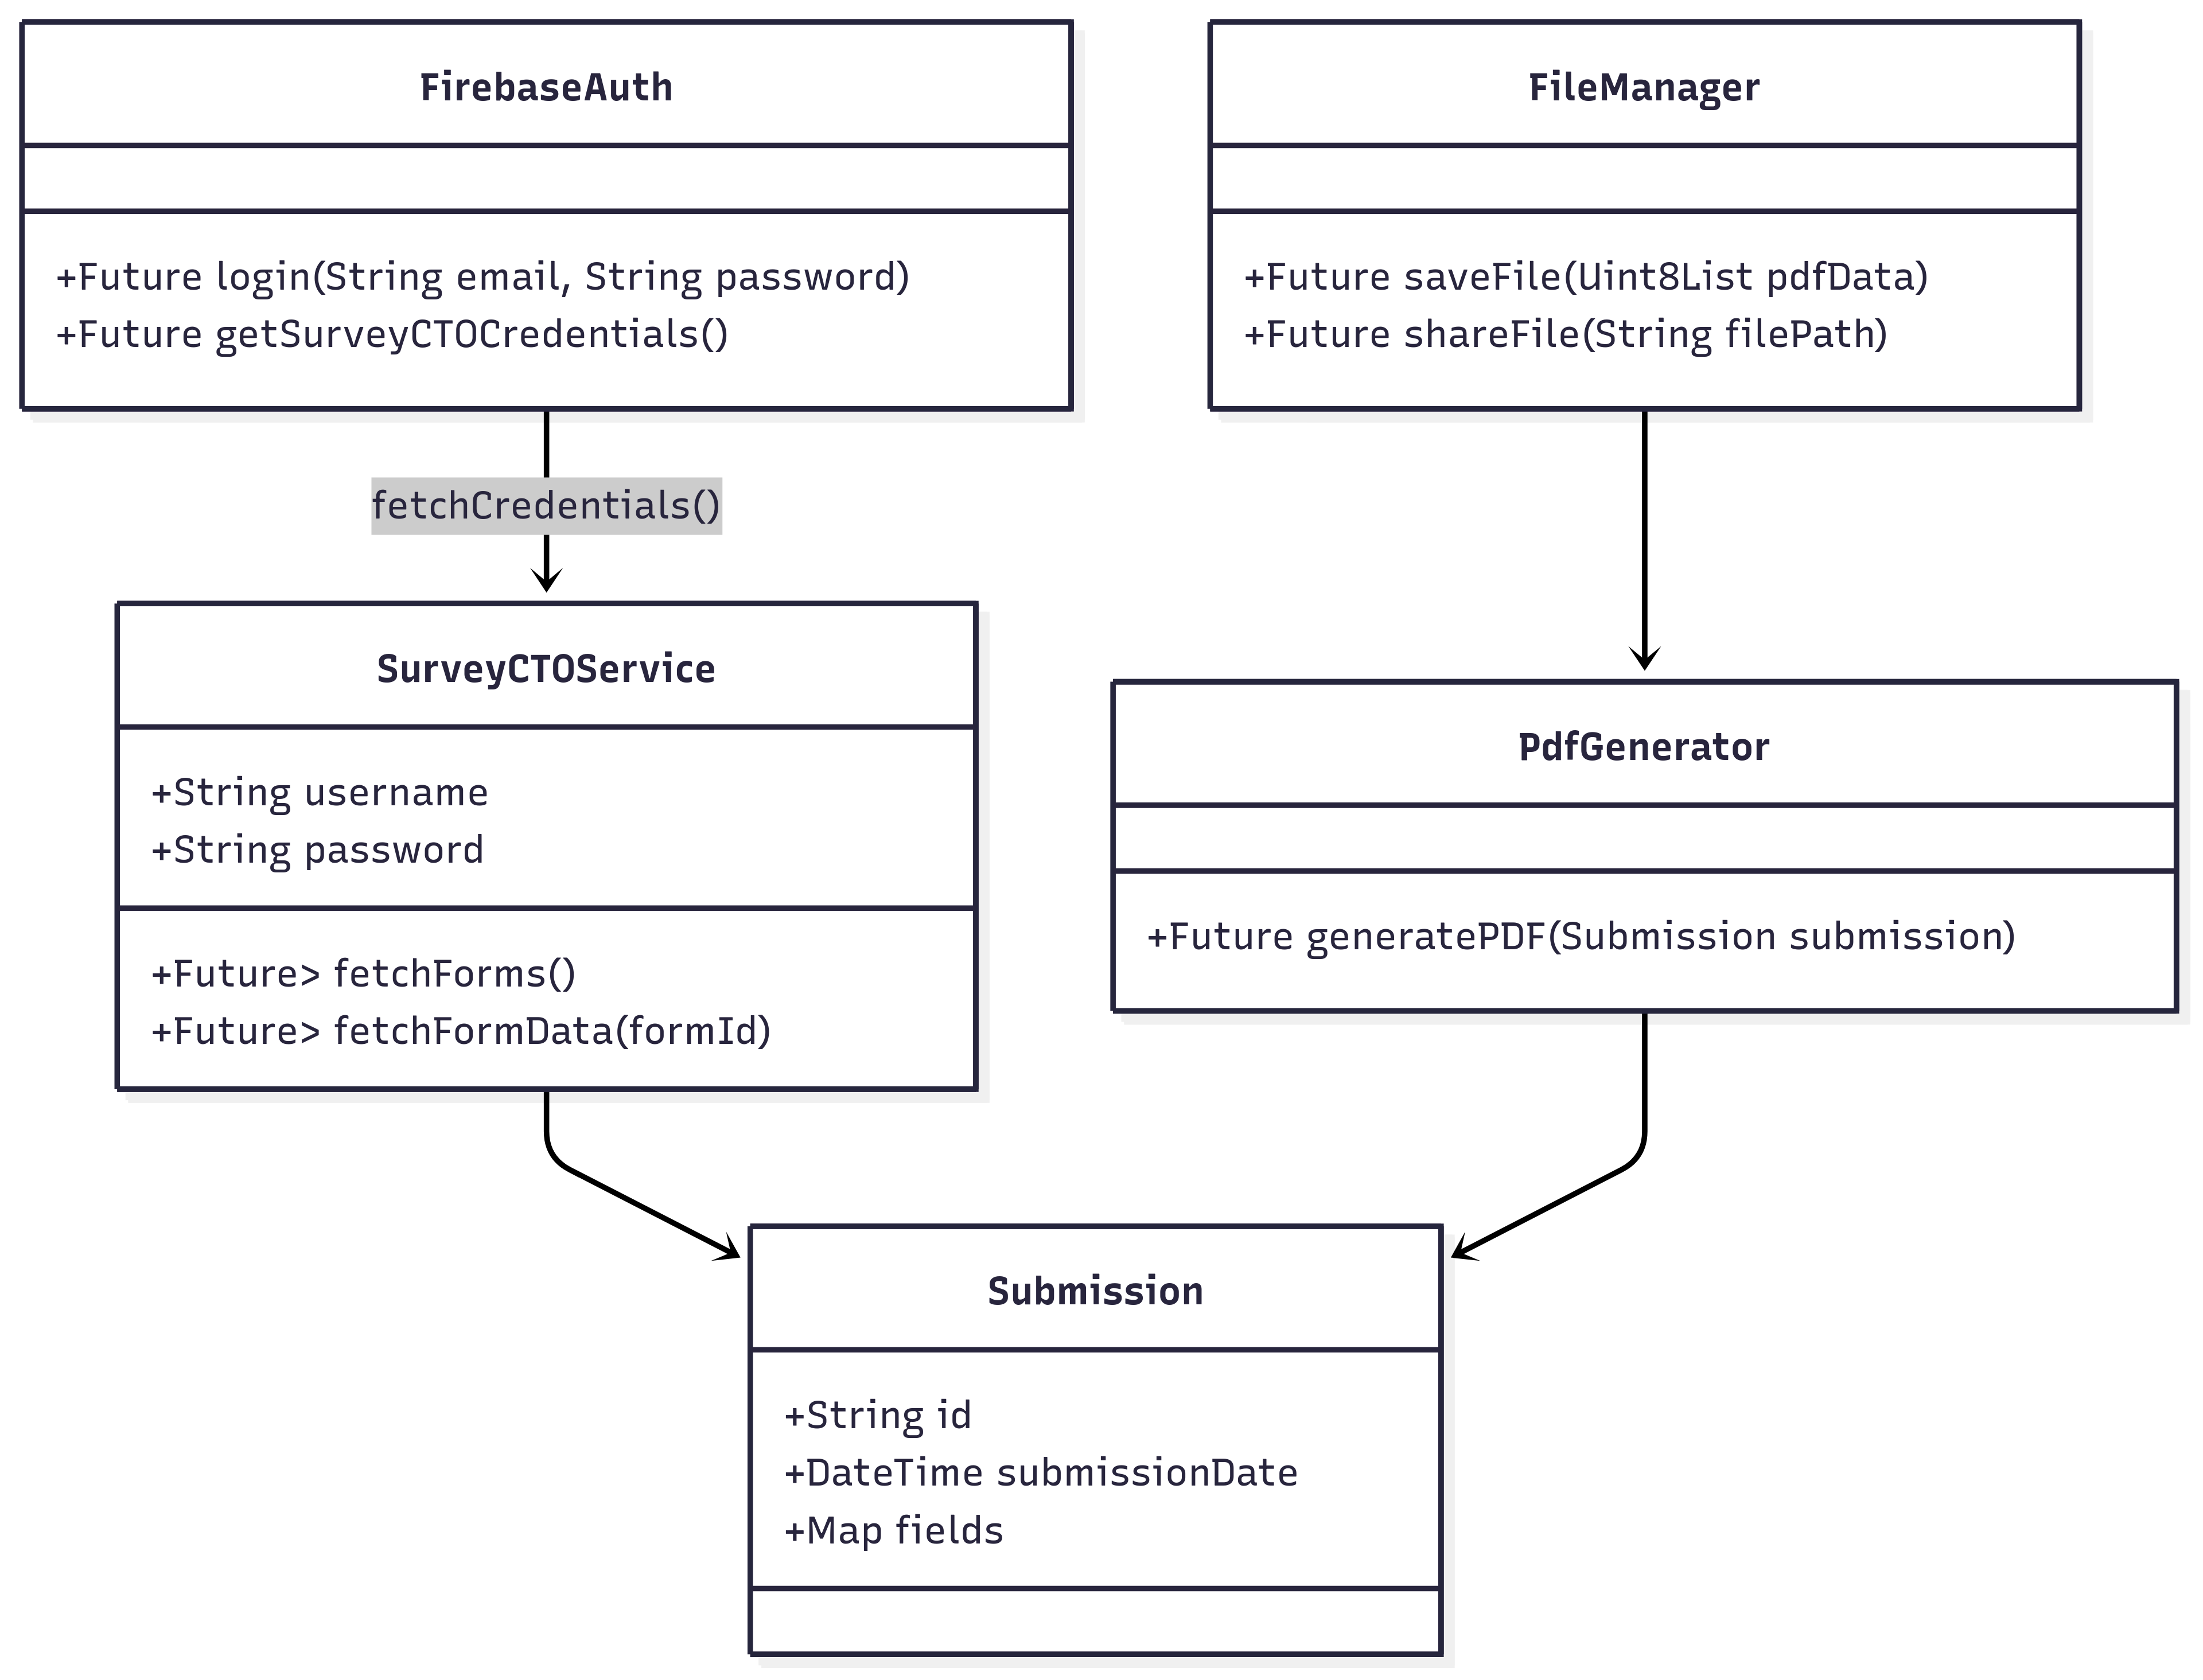 FirebaseAuth
+Future login(String email, String password)
+Future getSurveyCTOCredentials()
FileManager
+Future saveFile(Uint8List pdfData)
+Future shareFile(String filePath)
fetchCredentials()
SurveyCTOService
+String username
+String password
+Future> fetchForms()
+Future> fetchFormData(formId)
PdfGenerator
+Future generatePDF(Submission submission)
Submission
+String id
+DateTime submissionDate
+Map fields